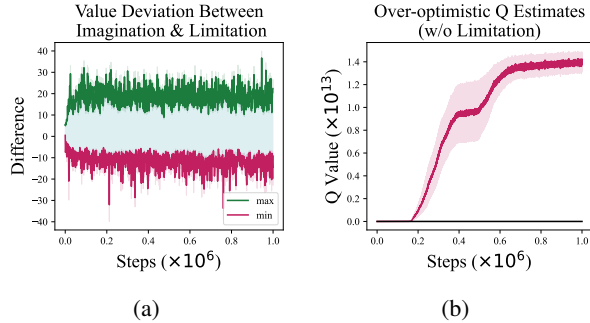 Value Deviation Between
Imagination & Limitation
40
30
20
10
0
−10
−20
−30
−40
Difference
max
min
0.0 0.2 0.4 0.6 0.8 1.0
Steps (×10⁶)
(a)
Over-optimistic Q Estimates
(w/o Limitation)
1.4
1.2
1.0
0.8
0.6
0.4
0.2
0.0
Q Value (×10¹³)
0.0 0.2 0.4 0.6 0.8 1.0
Steps (×10⁶)
(b)